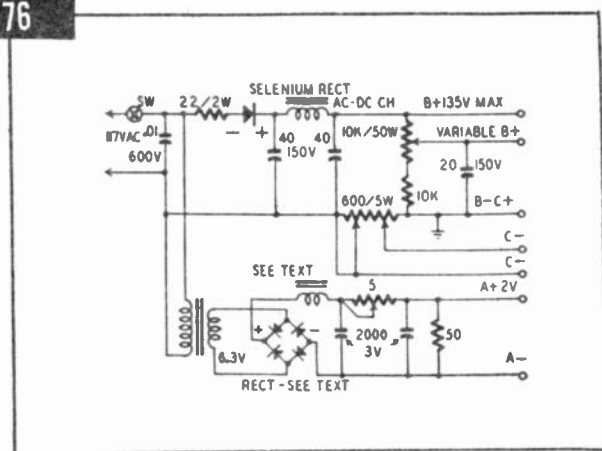 76
SELENIUM RECT
SW
22/2W
AC-DC CH
B+135V MAX
10K/50W
VARIABLE B+
117VAC
.01
600V
- +
40
40
150V
20
150V
10K
600/5W
B-C+
C-
C-
SEE TEXT
5
A+2V
+ -
2000
3V
50
6.3V
A-
RECT-SEE TEXT